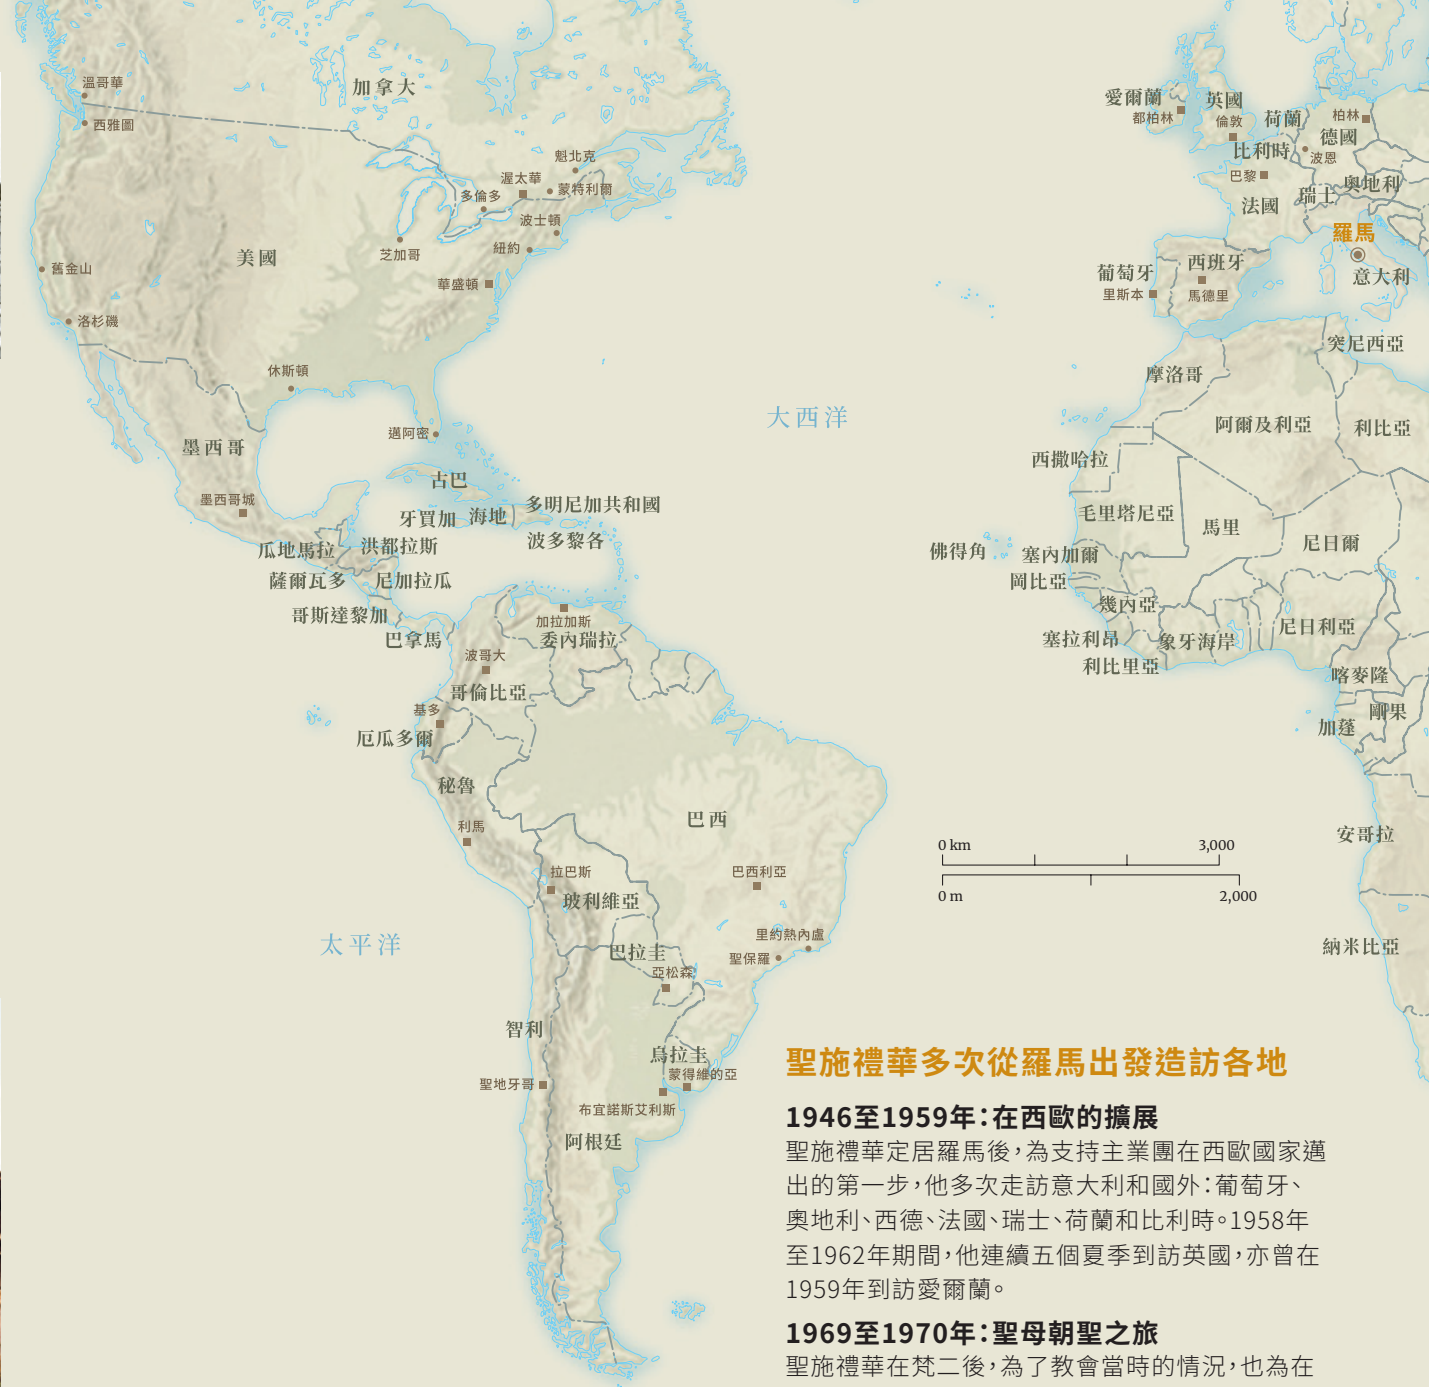 加拿大
溫哥華
西雅圖
魁北克
渥太華
蒙特利爾
多倫多
波士頓
紐約
芝加哥
美國
華盛頓
舊金山
洛杉磯
休斯頓
邁阿密
墨西哥
墨西哥城
古巴
牙買加
海地
多明尼加共和國
波多黎各
瓜地馬拉
洪都拉斯
薩爾瓦多
尼加拉瓜
哥斯達黎加
巴拿馬
加拉加斯
委內瑞拉
波哥大
哥倫比亞
基多
厄瓜多爾
秘魯
利馬
巴西
拉巴斯
玻利維亞
巴西利亞
里約熱內盧
聖保羅
巴拉圭
亞松森
智利
烏拉圭
蒙得維的亞
聖地牙哥
布宜諾斯艾利斯
阿根廷
大西洋
太平洋
愛爾蘭
都柏林
英國
倫敦
荷蘭
柏林
德國
比利時
波恩
巴黎
法國
瑞士
奧地利
羅馬
意大利
葡萄牙
里斯本
西班牙
馬德里
突尼西亞
摩洛哥
阿爾及利亞
利比亞
西撒哈拉
毛里塔尼亞
馬里
尼日爾
佛得角
塞內加爾
岡比亞
幾內亞
塞拉利昂
象牙海岸
利比里亞
尼日利亞
喀麥隆
剛果
加蓬
安哥拉
納米比亞
0 km 3,000
0 m 2,000
聖施禮華多次從羅馬出發造訪各地
1946至1959年：在西歐的擴展
聖施禮華定居羅馬後，為支持主業團在西歐國家邁
出的第一步，他多次走訪意大利和國外：葡萄牙、
奧地利、西德、法國、瑞士、荷蘭和比利時。1958年
至1962年期間，他連續五個夏季到訪英國，亦曾在
1959年到訪愛爾蘭。
1969至1970年：聖母朝聖之旅
聖施禮華在梵二後，為了教會當時的情況，也為在